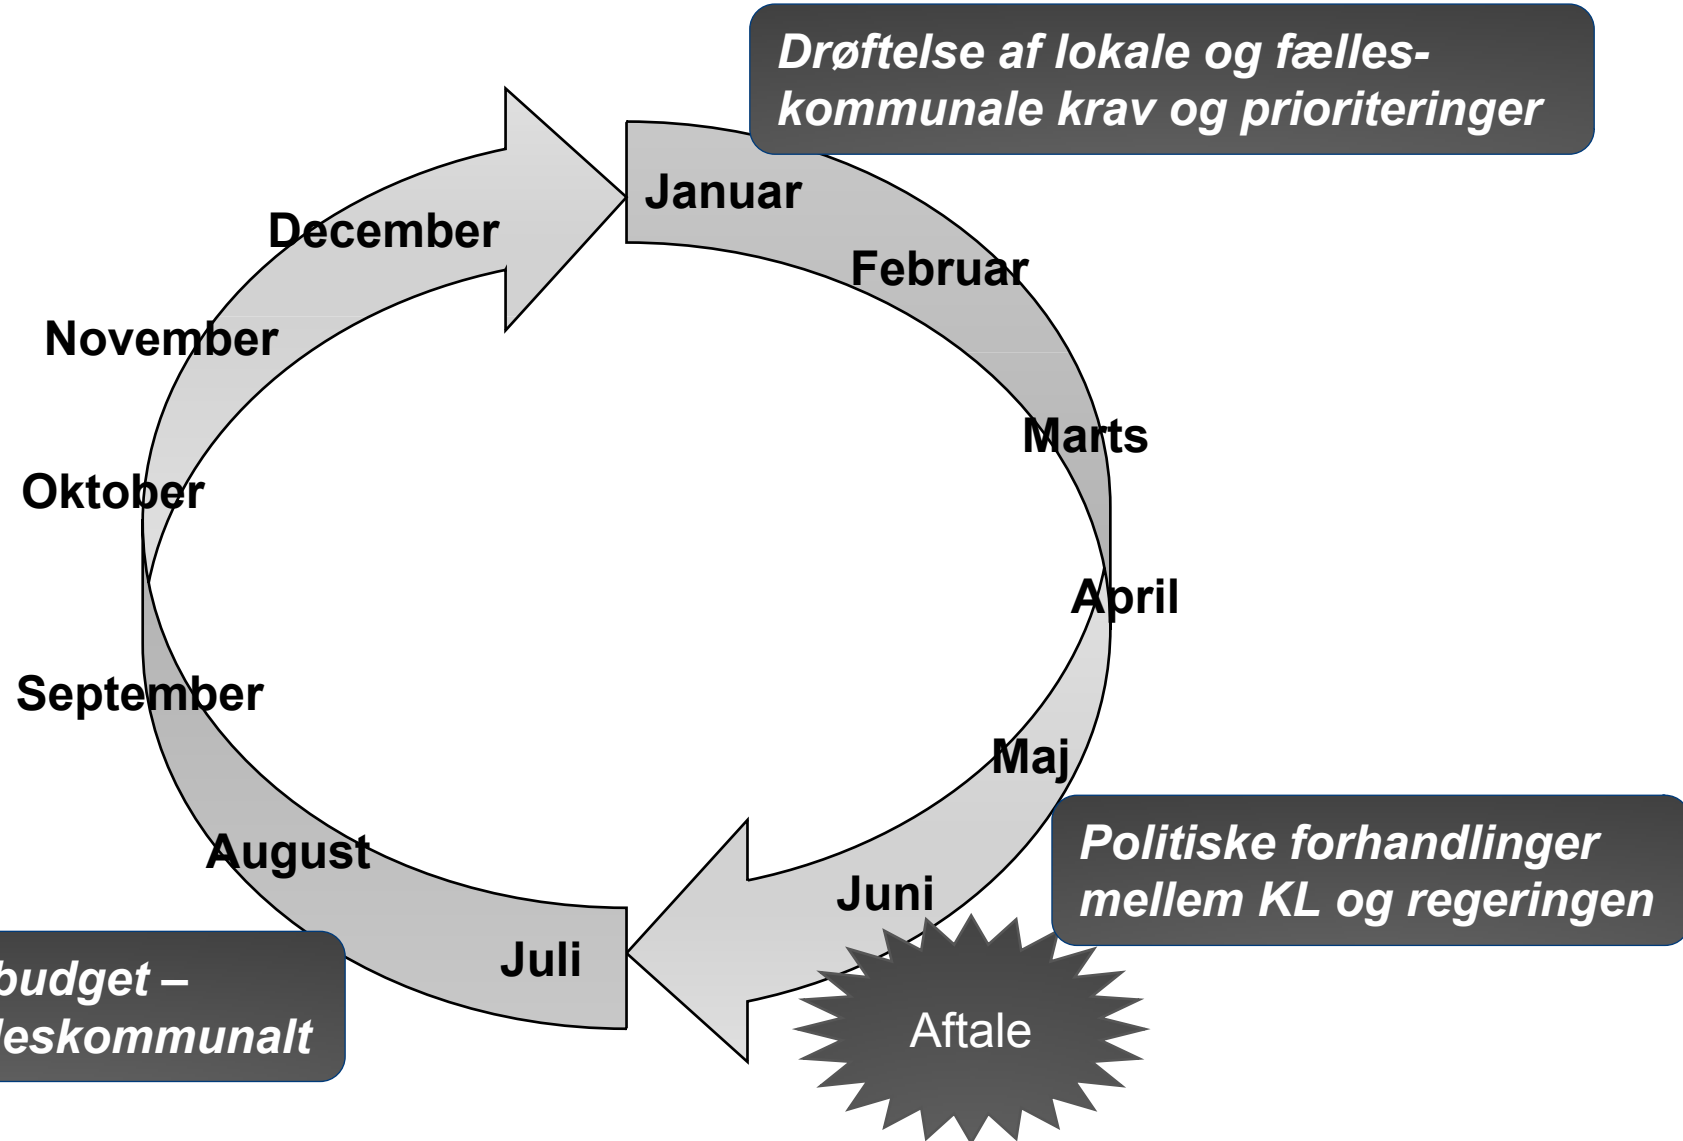 Drøftelse af lokale og fælles-
kommunale krav og prioriteringer
Januar
Februar
Marts
April
Maj
Juni
Politiske forhandlinger
mellem KL og regeringen
Aftale
Juli
August
budget –
leskommunalt
September
Oktober
November
December